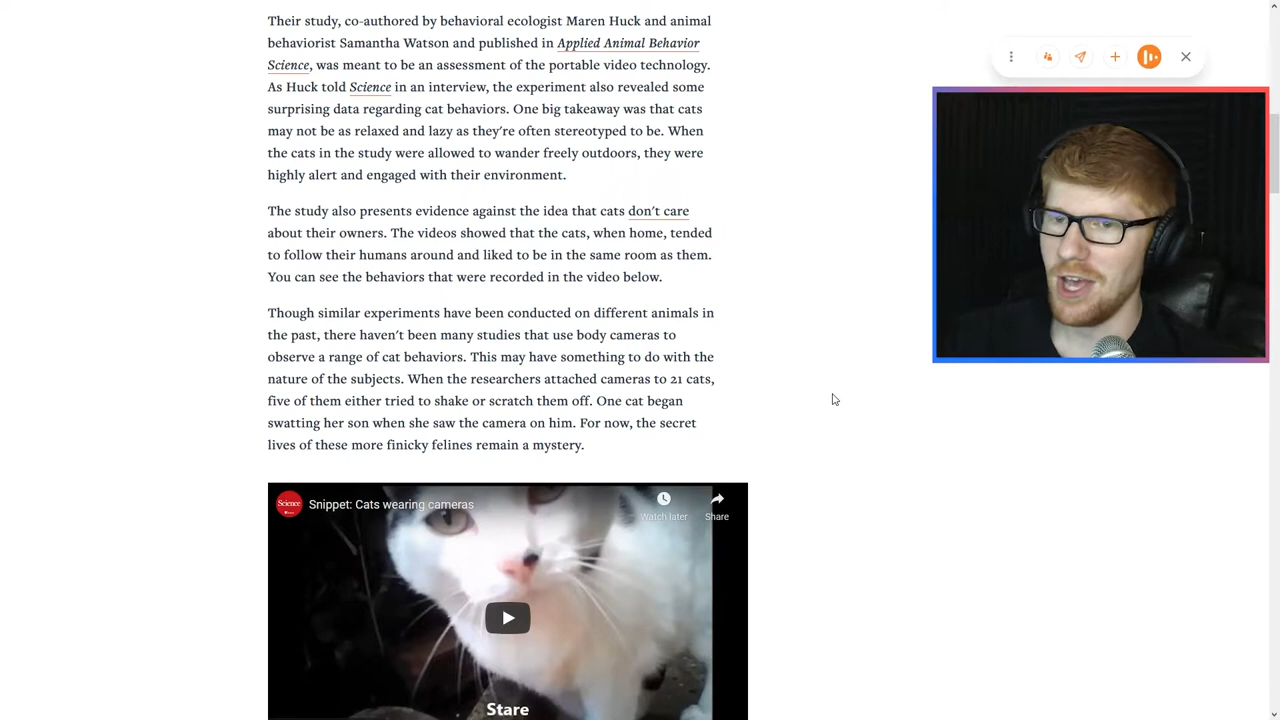 Their study, co-authored by behavioral ecologist Maren Huck and animal
behaviorist Samantha Watson and published in Applied Animal Behavior
Science, was meant to be an assessment of the portable video technology.
As Huck told Science in an interview, the experiment also revealed some
surprising data regarding cat behaviors. One big takeaway was that cats
may not be as relaxed and lazy as they're often stereotyped to be. When
the cats in the study were allowed to wander freely outdoors, they were
highly alert and engaged with their environment.
The study also presents evidence against the idea that cats don't care
about their owners. The videos showed that the cats, when home, tended
to follow their humans around and liked to be in the same room as them.
You can see the behaviors that were recorded in the video below.
Though similar experiments have been conducted on different animals in
the past, there haven't been many studies that use body cameras to
observe a range of cat behaviors. This may have something to do with the
nature of the subjects. When the researchers attached cameras to 21 cats,
five of them either tried to shake or scratch them off. One cat began
swatting her son when she saw the camera on him. For now, the secret
lives of these more finicky felines remain a mystery.
Science
Snippet: Cats wearing cameras
Watch later
Share
Stare